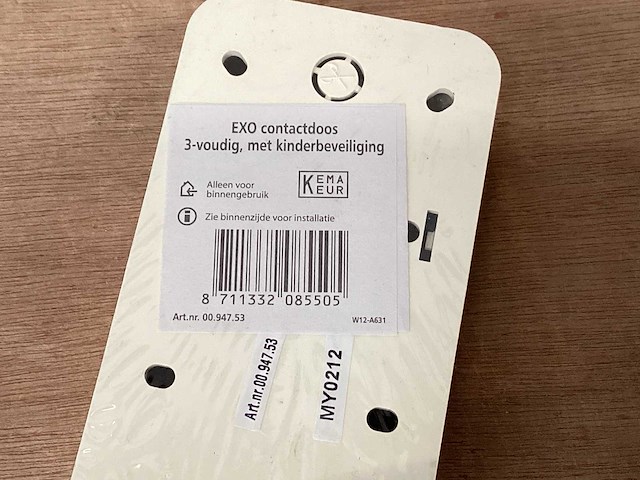 EXO contactdoos
3-voudig, met kinderbeveiliging
Alleen voor
binnengebruik
KEMA
KEUR
Zie binnenzijde voor installatie
8 711332 085505
Art.nr. 00.947.53
W12-A631
Art.nr.00.947.53
MY0212